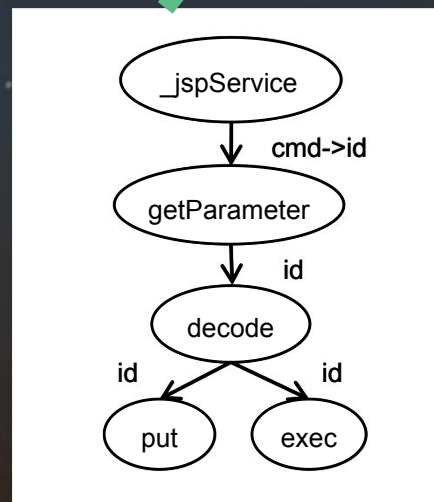 _jspService
cmd->id
getParameter
id
decode
id id
put exec